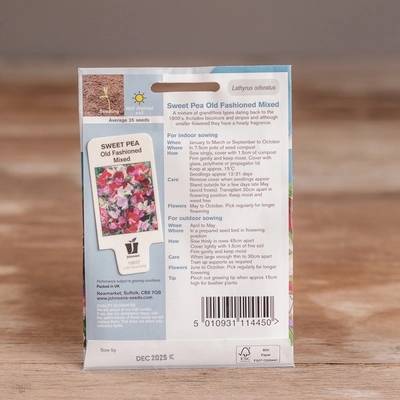 Seedling
Average 35 seeds
Lathyrus odoratus
Sweet Pea Old Fashioned Mixed
A mixture of grandiflora types dating back to the
1800's. Includes bicolours and stripes and although
smaller flowered they have a heady fragrance.
SWEET PEA
Old Fashioned
Mixed
For indoor sowing
When January to March or September to October
Where In 7.5cm pots of seed compost
How Sow singly, cover with 1.5cm of compost
Firm gently and keep moist. Cover with
glass, polythene or propagator lid
Keep at approx. 15°C
Seedlings appear 12-21 days
Care Remove cover when seedlings appear
Stand outside for a few days late May
(avoid frosts). Transplant 30cm apart in
flowering position. Keep moist and
weed free
Flowers May to October. Pick regularly for longer
flowering
For outdoor sowing
When April to May
Where In a prepared seed bed in flowering
position
How Sow thinly in rows 45cm apart
Cover lightly with 1.5cm of fine soil
Firm gently and keep moist
Care When large enough thin to 30cm apart
Train up supports as required
Flowers June to October. Pick regularly for longer
flowering
Tip Pinch out growing tip when approx 15cm
high for bushier plants
Performance subject to growing conditions
Packed in UK
Newmarket, Suffolk, CB8 7QG
www.johnsons-seeds.com
5 010931 114450 >
Sow by
DEC 2025 K
FSC
MIX
Paper